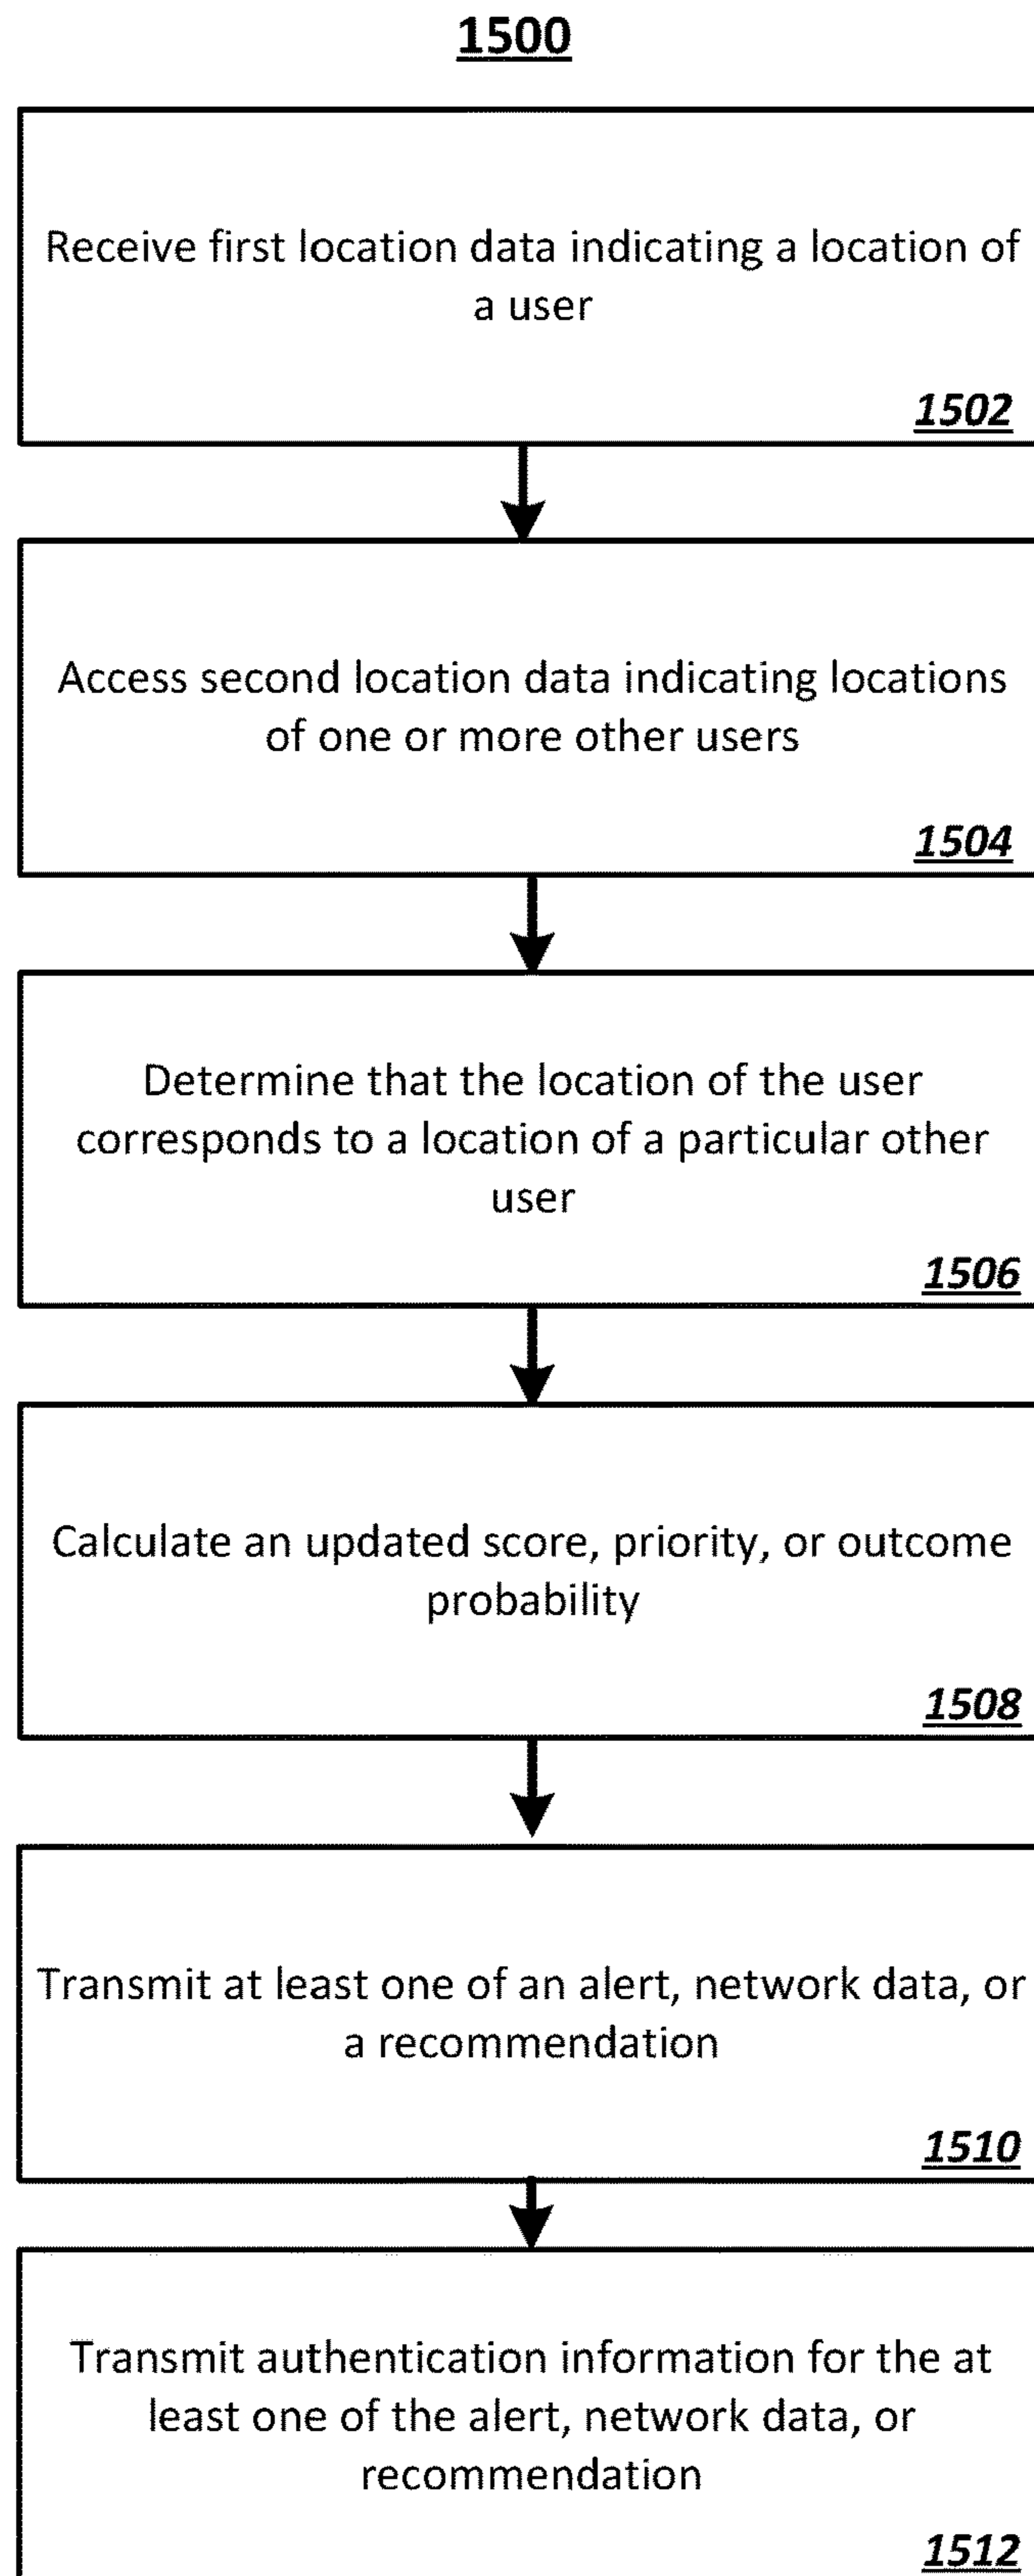 1500
Receive first location data indicating a location of
a user
1502
Access second location data indicating locations
of one or more other users
1504
Determine that the location of the user
corresponds to a location of a particular other
user
1506
Calculate an updated score, priority, or outcome
probability
1508
Transmit at least one of an alert, network data, or
a recommendation
1510
Transmit authentication information for the at
least one of the alert, network data, or
recommendation
1512